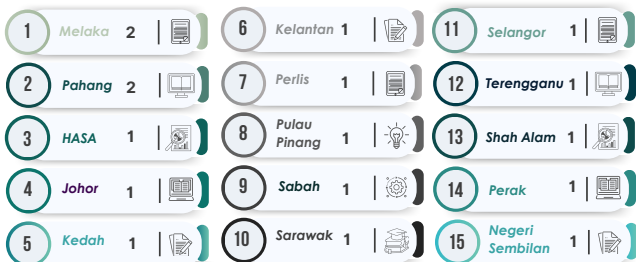 1 Melaka 2
2 Pahang 2
3 HASA 1
4 Johor 1
5 Kedah 1
6 Kelantan 1
7 Perlis 1
8 Pulau
Pinang 1
9 Sabah 1
10 Sarawak 1
11 Selangor 1
12 Terengganu 1
13 Shah Alam 1
14 Perak 1
15 Negeri
Sembilan 1